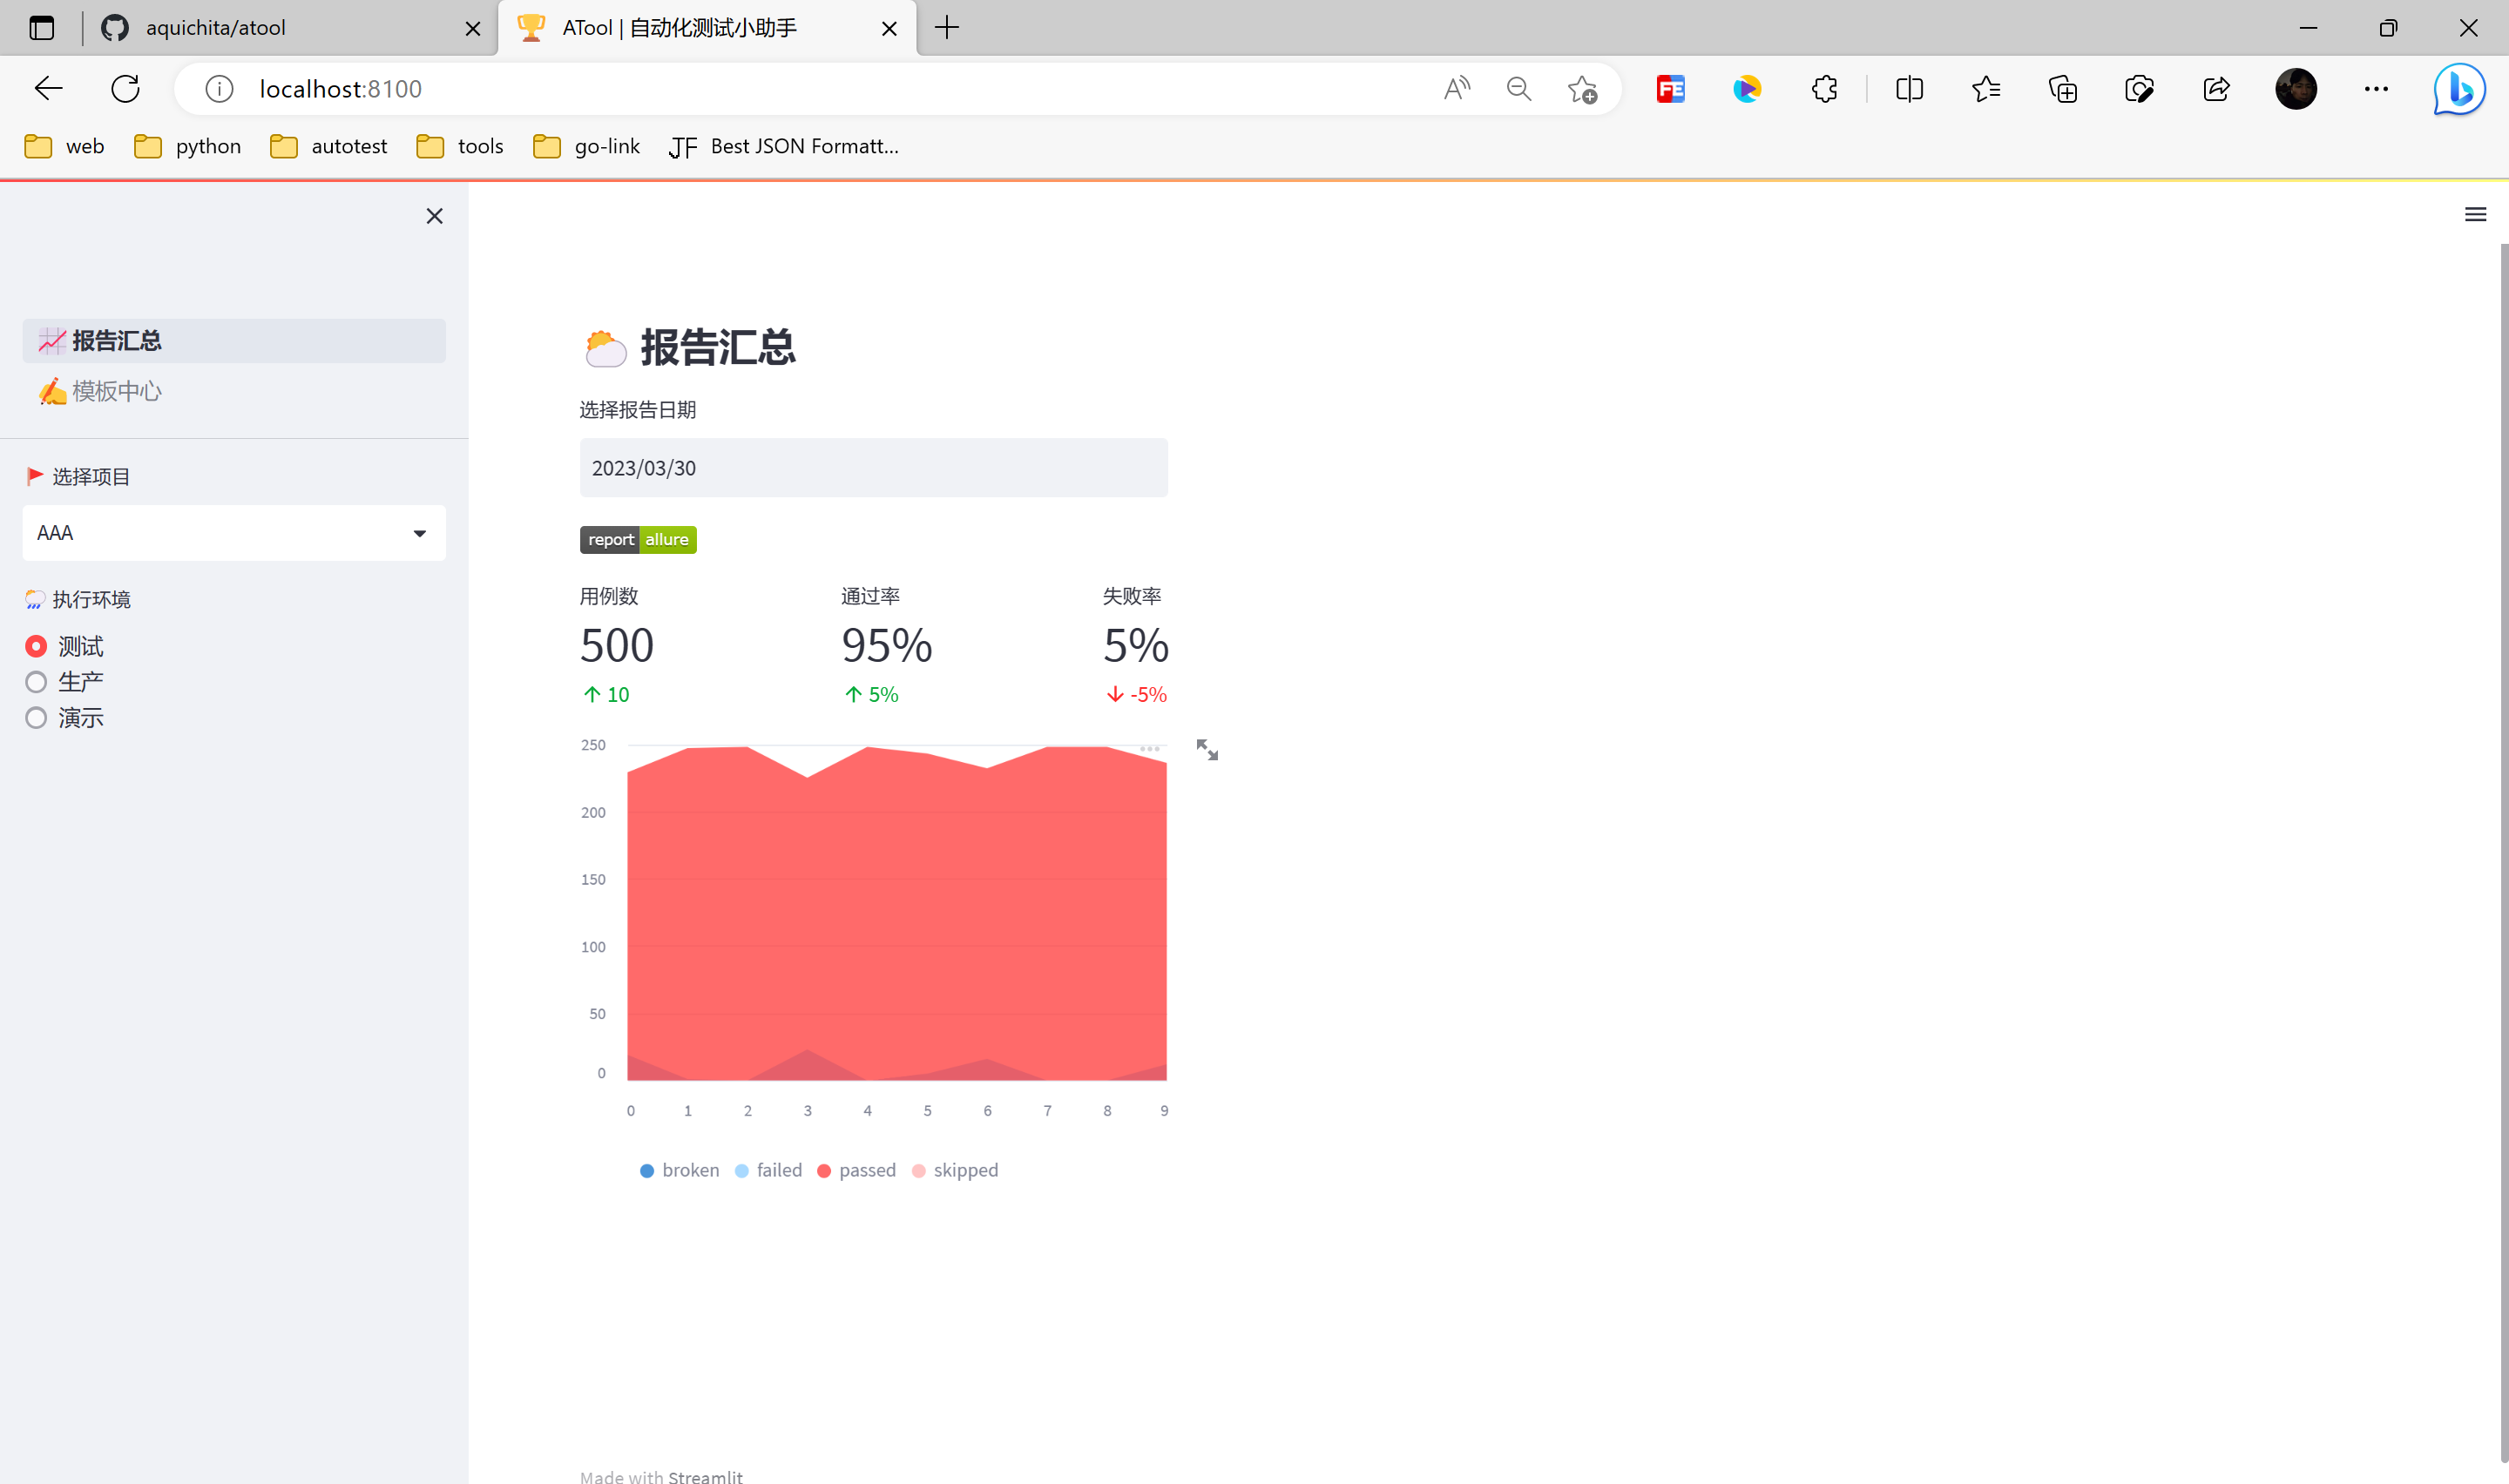 aquichita/atool
ATool | 自动化测试小助手
localhost:8100
web
python
autotest
tools
go-link
JF Best JSON Formatt...
报告汇总
模板中心
选择项目
AAA
执行环境
测试
生产
演示
报告汇总
选择报告日期
2023/03/30
report allure
用例数 通过率 失败率
500 95% 5%
↑ 10 ↑ 5% ↓ -5%
250
200
150
100
50
0
0 1 2 3 4 5 6 7 8 9
broken failed passed skipped
Made with Streamlit